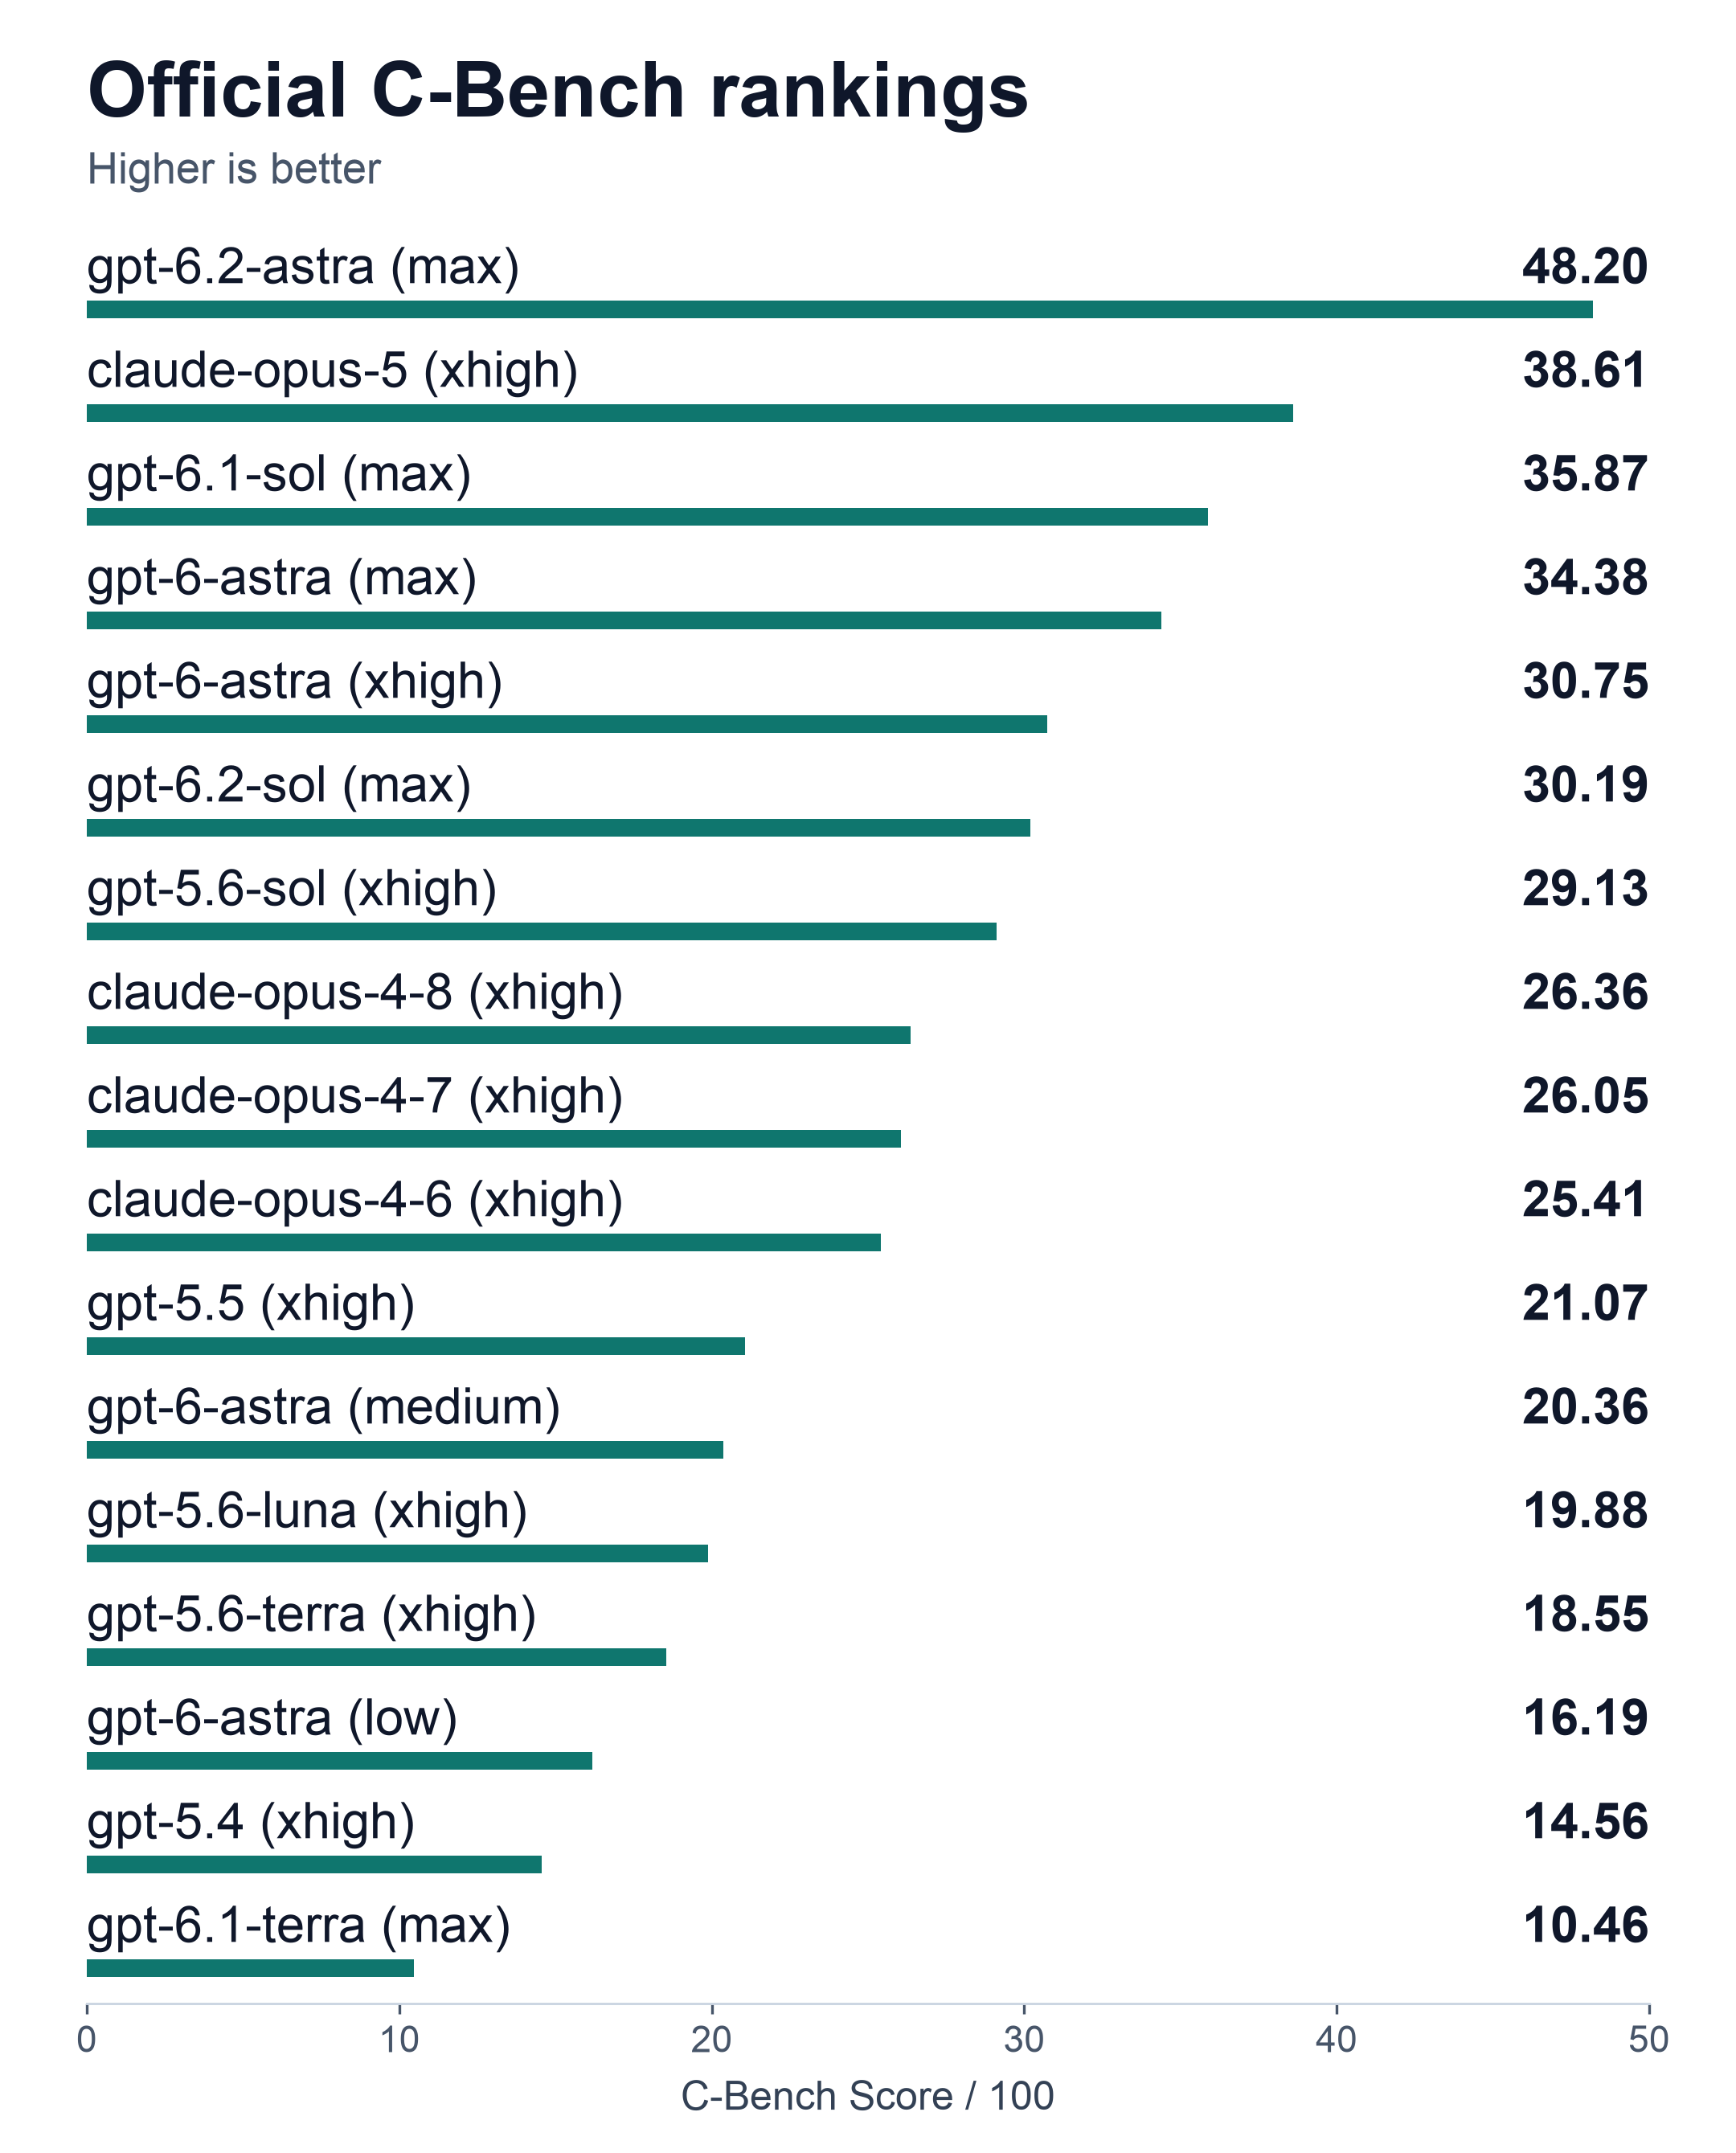 Official C-Bench rankings
Higher is better
gpt-6.2-astra (max) 48.20
claude-opus-5 (xhigh) 38.61
gpt-6.1-sol (max) 35.87
gpt-6-astra (max) 34.38
gpt-6-astra (xhigh) 30.75
gpt-6.2-sol (max) 30.19
gpt-5.6-sol (xhigh) 29.13
claude-opus-4-8 (xhigh) 26.36
claude-opus-4-7 (xhigh) 26.05
claude-opus-4-6 (xhigh) 25.41
gpt-5.5 (xhigh) 21.07
gpt-6-astra (medium) 20.36
gpt-5.6-luna (xhigh) 19.88
gpt-5.6-terra (xhigh) 18.55
gpt-6-astra (low) 16.19
gpt-5.4 (xhigh) 14.56
gpt-6.1-terra (max) 10.46
0 10 20 30 40 50
C-Bench Score / 100